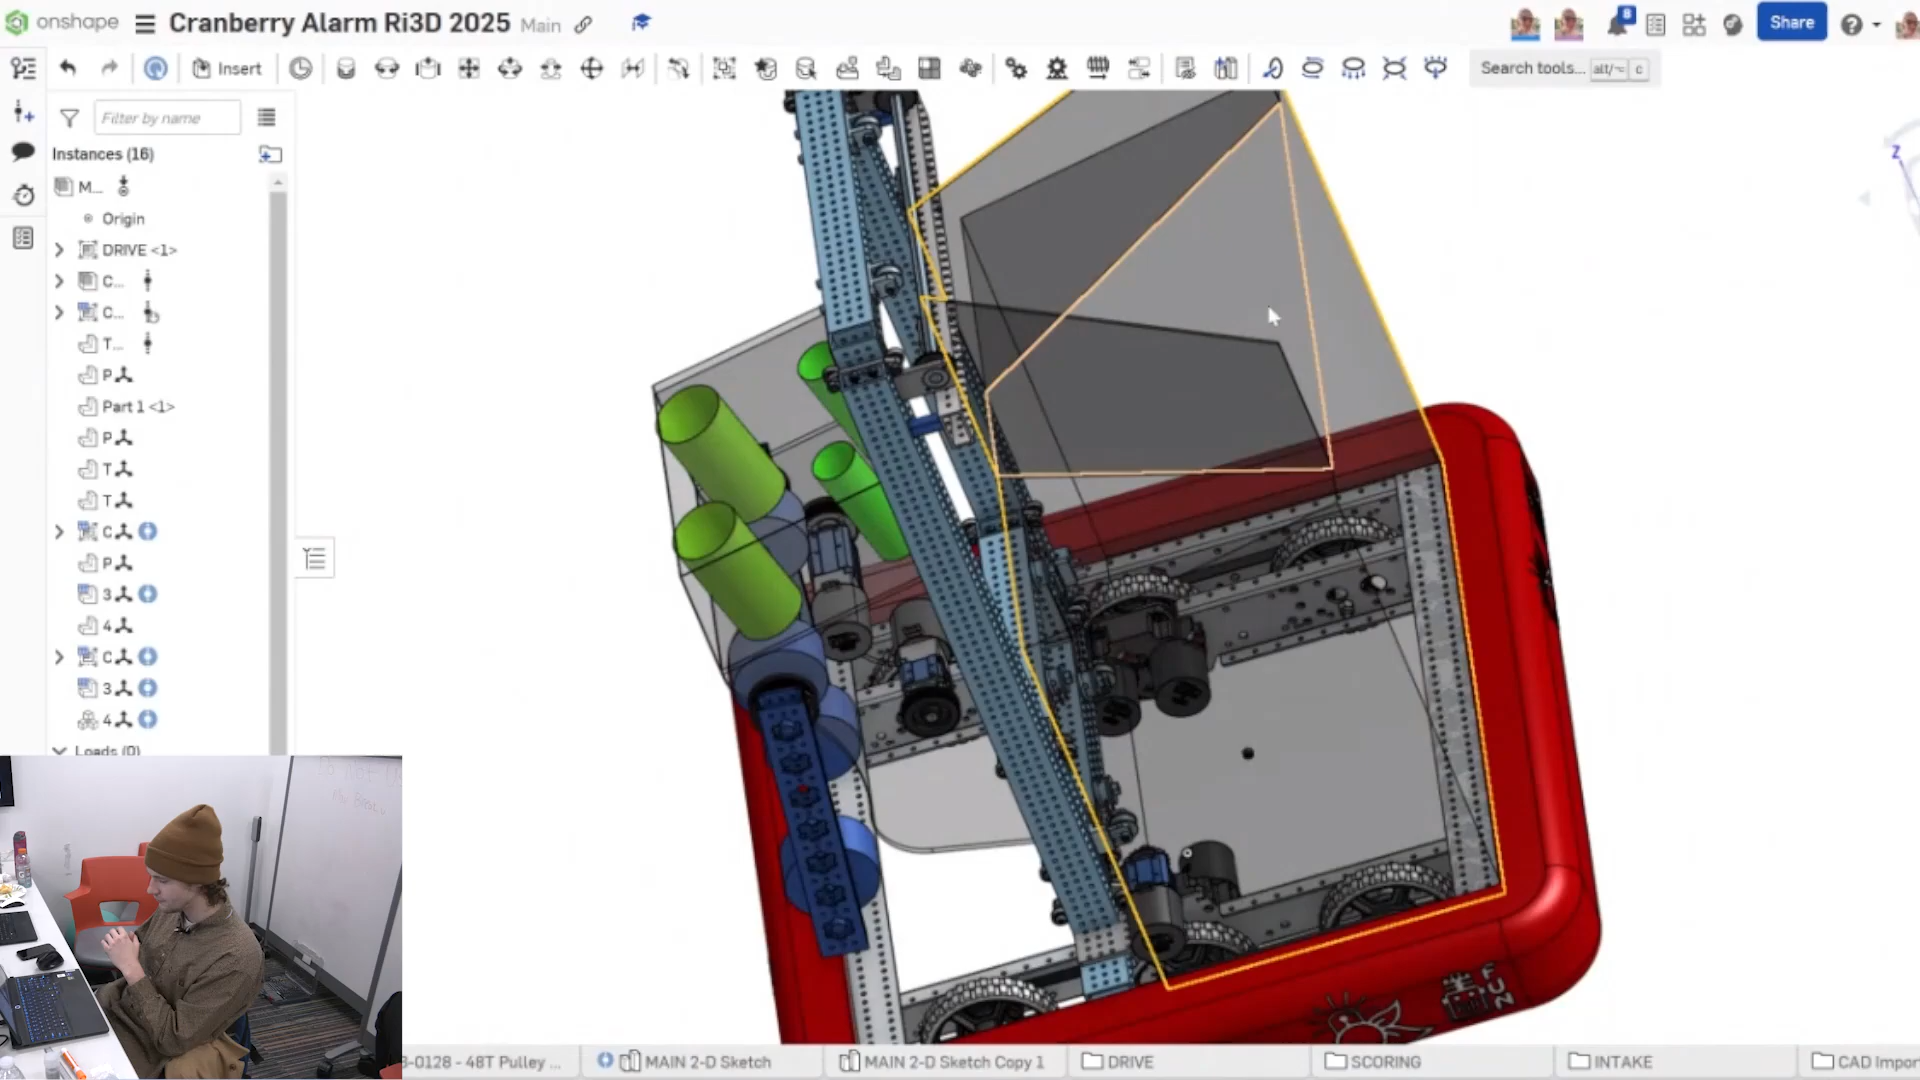 onshape
Cranberry Alarm Ri3D 2025
Main
8
Share
Insert
Search tools...
alt/⌥
c
Filter by name
Instances (16)
M...
Origin
DRIVE <1>
C...
C...
T...
P
Part 1 <1>
P
T
T
C
P
3
4
C
3
4
Loads (0)
Z
FUN
-0128 - 48T Pulley ...
MAIN 2-D Sketch
MAIN 2-D Sketch Copy 1
DRIVE
SCORING
INTAKE
CAD Impor